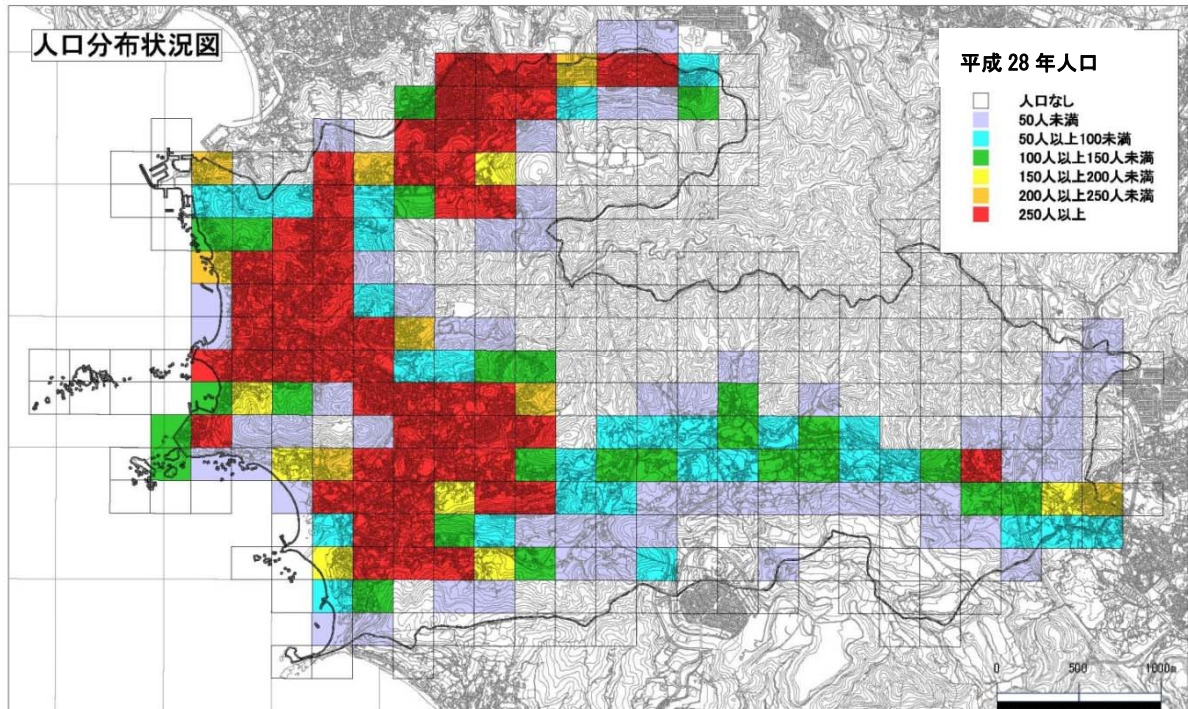 人口分布状況図
平成 28 年人口
人口なし
50人未満
50人以上100未満
100人以上150人未満
150人以上200人未満
200人以上250人未満
250人以上
0 500 1000m